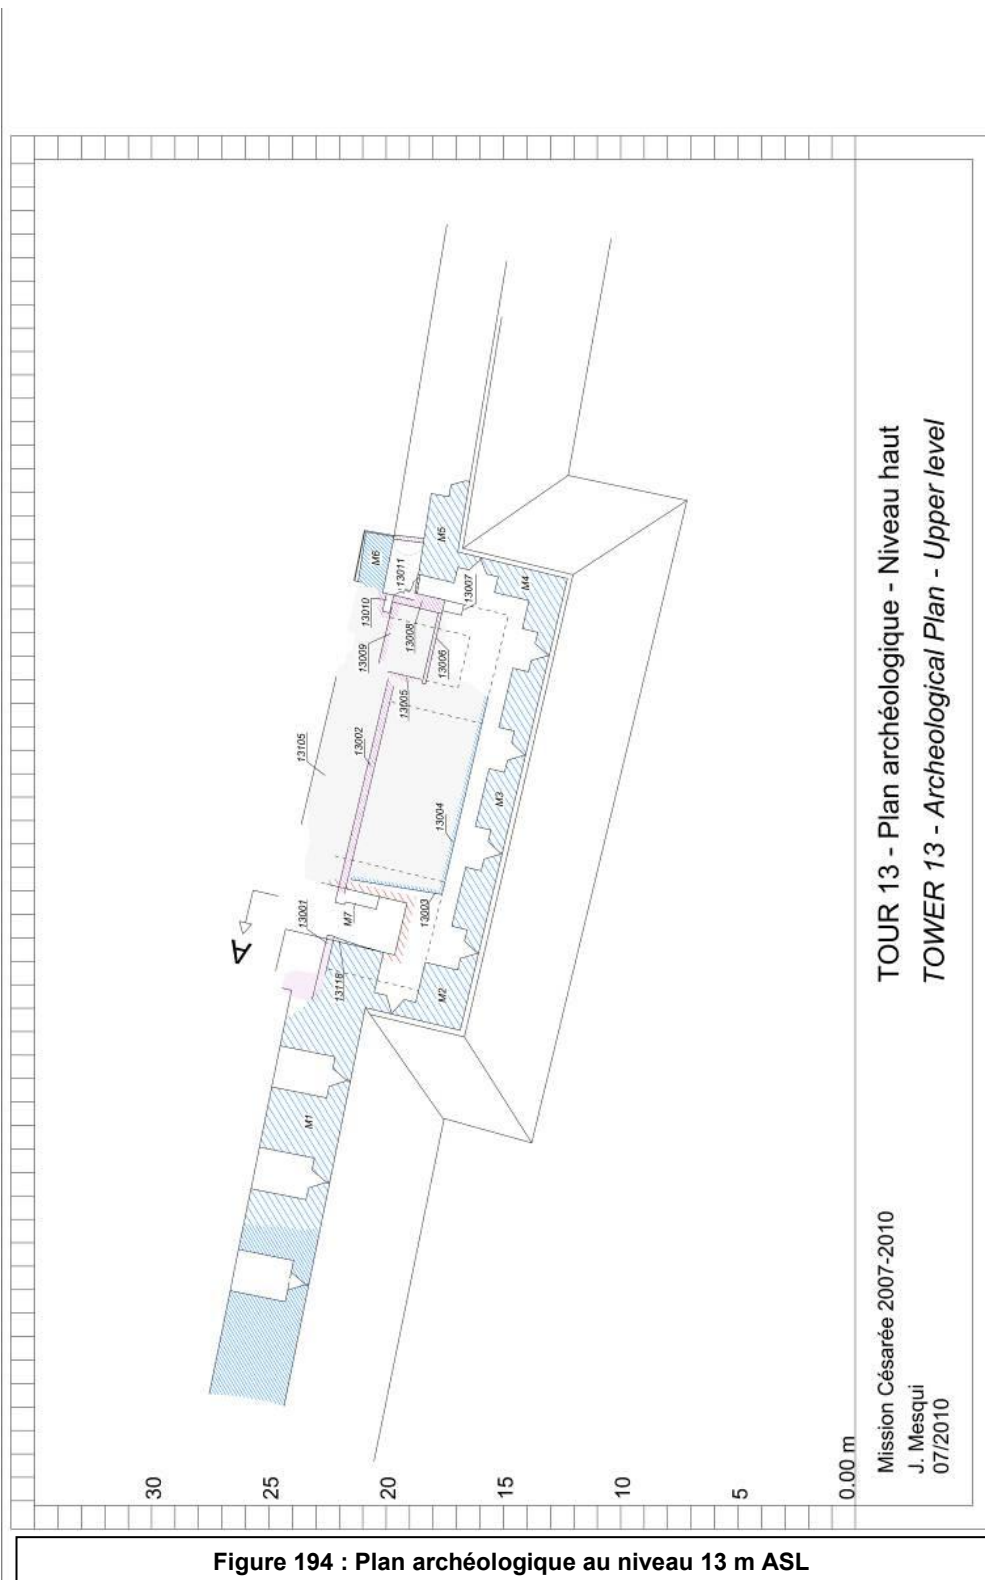 A
13001
13116
M7
13105
13002
13009
13010
13011
M6
M5
13008
13005
13006
13007
M4
13003
13004
M3
M2
M1
30
25
20
15
10
5
0.00 m
TOUR 13 - Plan archéologique - Niveau haut
TOWER 13 - Archeological Plan - Upper level
Mission Césarée 2007-2010
J. Mesqui
07/2010
Figure 194 : Plan archéologique au niveau 13 m ASL